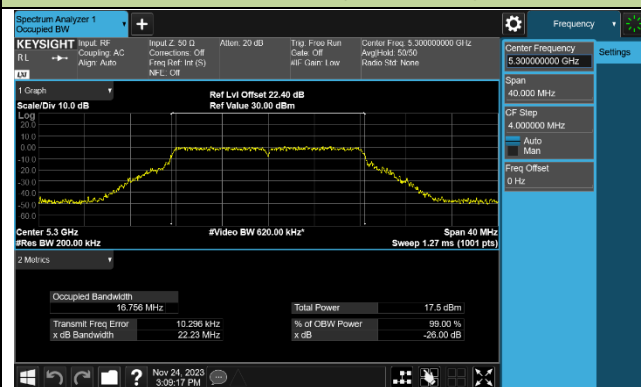 Spectrum Analyzer 1
Occupied BW
+
Frequency
KEYSIGHT
RL
LXI
Input: RF
Coupling: AC
Align: Auto
Input Z: 50 Ω
Corrections: Off
Freq Ref: Int (S)
NFE: Off
Atten: 20 dB
Trig: Free Run
Gate: Off
#IF Gain: Low
Center Freq: 5.300000000 GHz
Avg|Hold: 50/50
Radio Std: None
Center Frequency
5.300000000 GHz
Settings
Span
40.000 MHz
CF Step
4.000000 MHz
Auto
Man
Freq Offset
0 Hz
1 Graph
Scale/Div 10.0 dB
Ref Lvl Offset 22.40 dB
Ref Value 30.00 dBm
Log
20.0
10.0
0.00
-10.0
-20.0
-30.0
-40.0
-50.0
-60.0
Center 5.3 GHz
#Video BW 620.00 kHz*
Span 40 MHz
#Res BW 200.00 kHz
Sweep 1.27 ms (1001 pts)
2 Metrics
Occupied Bandwidth
16.756 MHz
Total Power 17.5 dBm
Transmit Freq Error 10.296 kHz
% of OBW Power 99.00 %
x dB Bandwidth 22.23 MHz
x dB -26.00 dB
?
Nov 24, 2023
3:09:17 PM